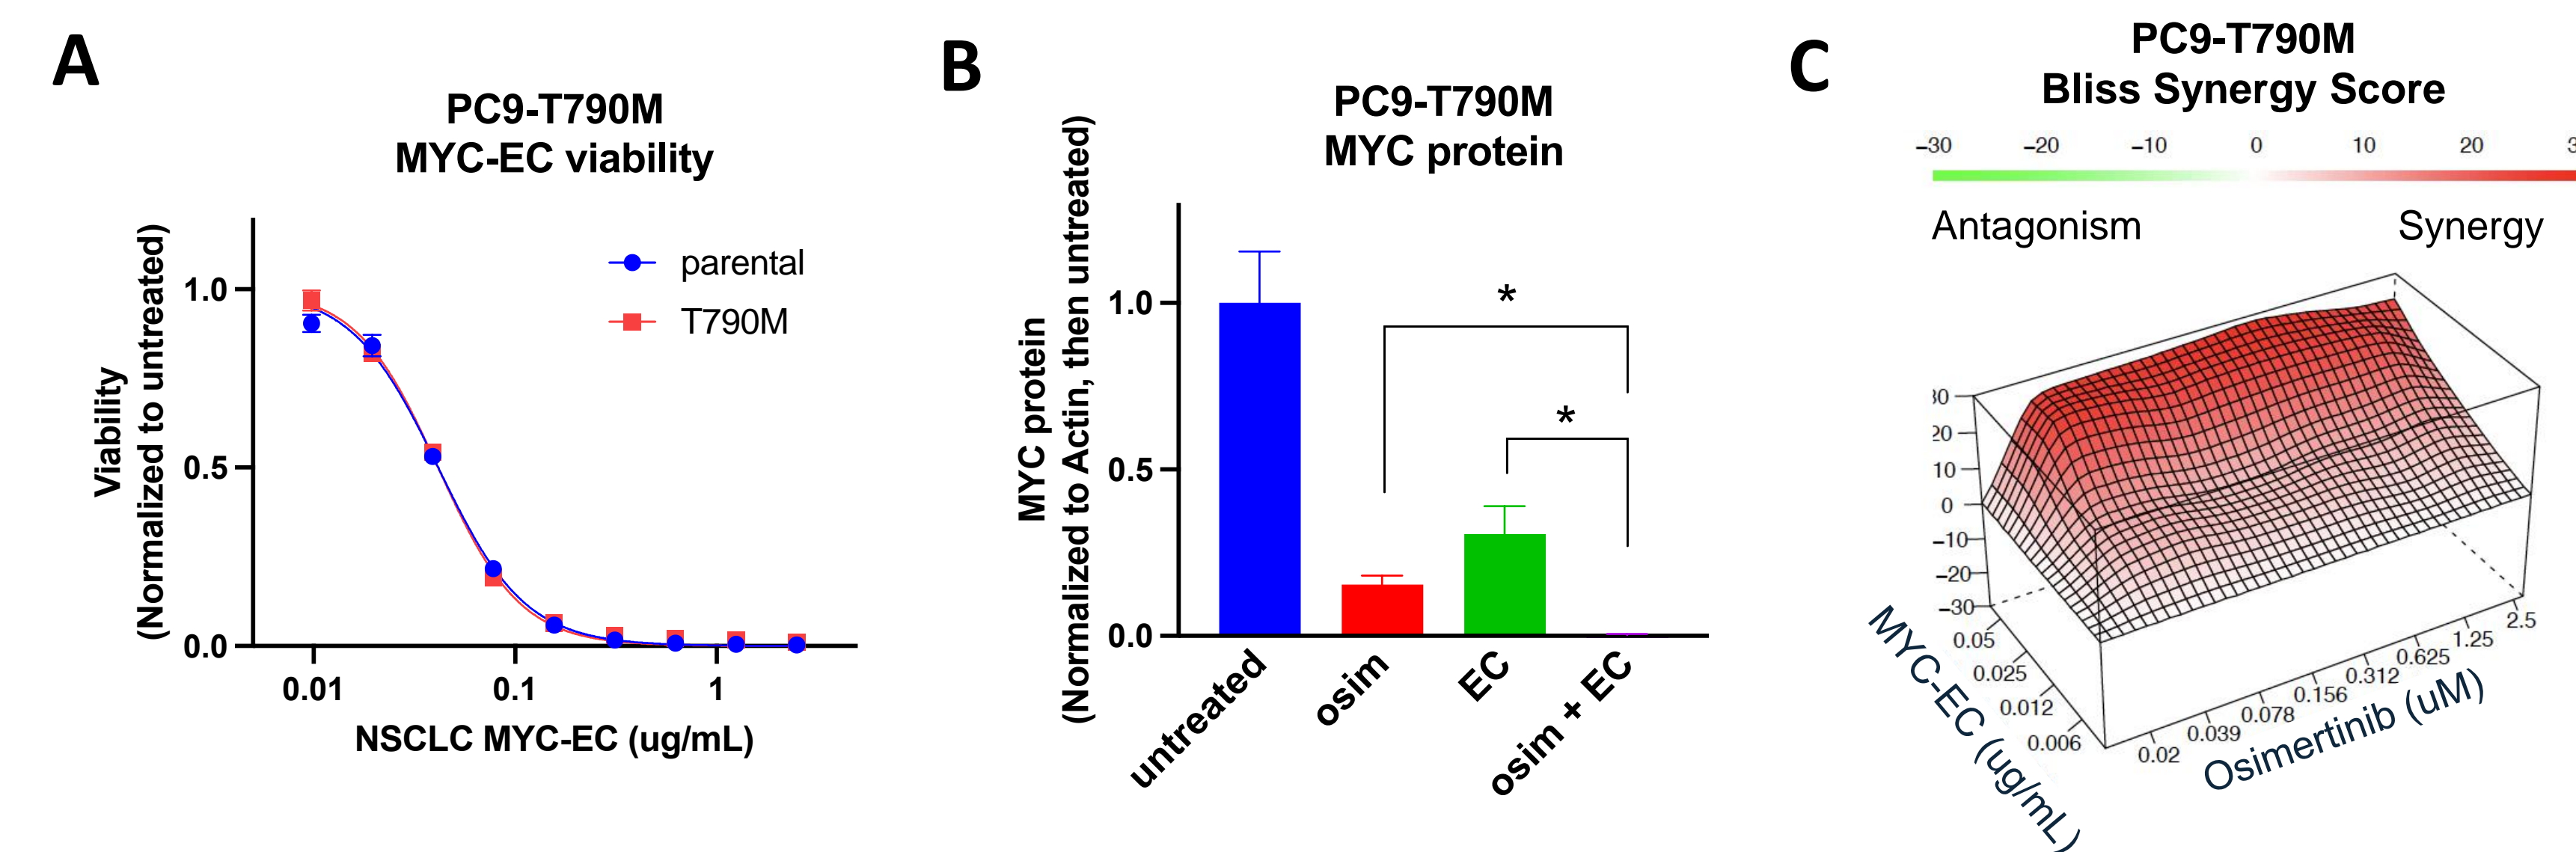 A
PC9-T790M
MYC-EC viability
Viability
(Normalized to untreated)
1.0
0.5
0.0
parental
T790M
0.01
0.1
1
NSCLC MYC-EC (ug/mL)
B
PC9-T790M
MYC protein
MYC protein
(Normalized to Actin, then untreated)
1.0
0.5
0.0
*
*
untreated
osim
EC
osim + EC
C
PC9-T790M
Bliss Synergy Score
−30 −20 −10 0 10 20
Antagonism Synergy
20
10
0
−10
−20
−30
0.05
0.025
0.012
0.006
MYC-EC (ug/mL)
0.02
0.039
0.078
0.156
0.312
0.625
1.25
2.5
Osimertinib (uM)